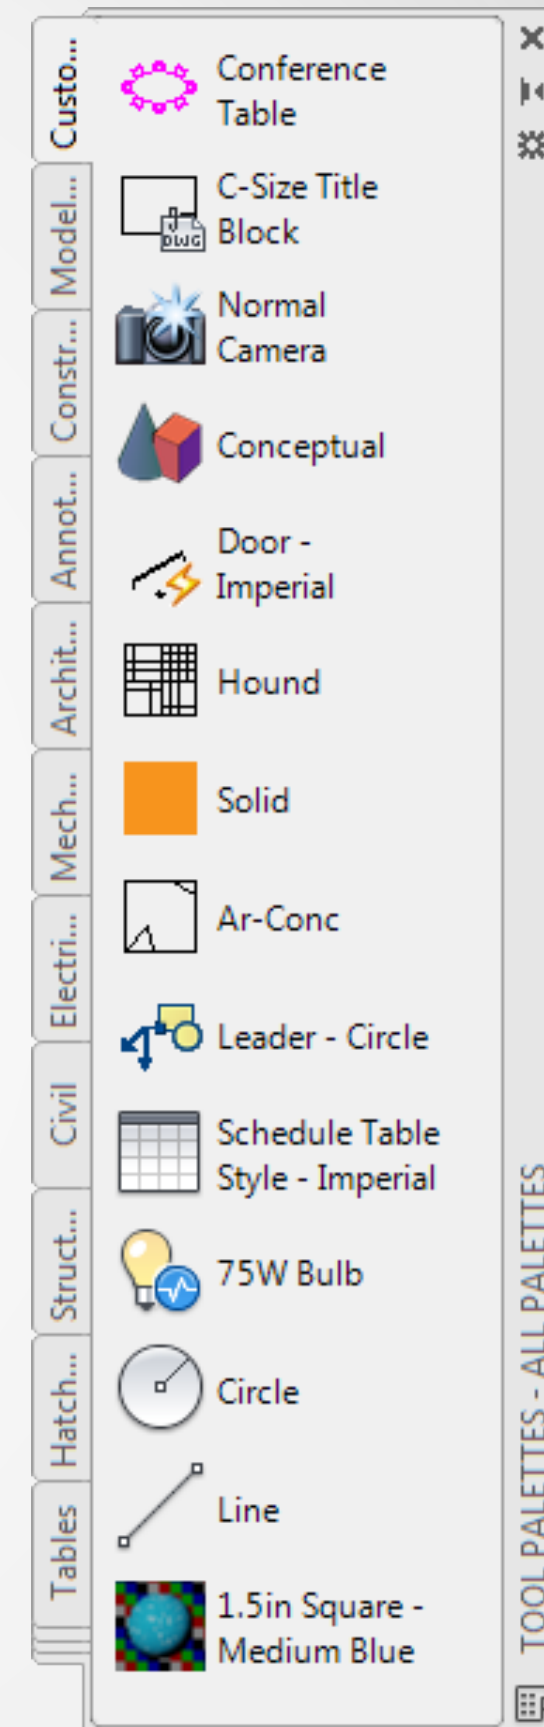 Custo...
Model...
Constr...
Annot...
Archit...
Mech...
Electri...
Civil
Struct...
Hatch...
Tables
Conference
Table
C-Size Title
Block
DWG
Normal
Camera
Conceptual
Door -
Imperial
Hound
Solid
Ar-Conc
Leader - Circle
Schedule Table
Style - Imperial
75W Bulb
Circle
Line
1.5in Square -
Medium Blue
TOOL PALETTES - ALL PALETTES